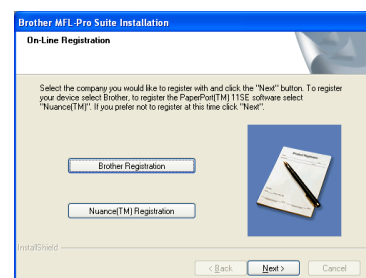 Brother MFL-Pro Suite Installation
On-Line Registration
Select the company you would like to register with and click the "Next" button. To register
your device select Brother, to register the PaperPort(TM) 11SE software select
"Nuance(TM)". If you prefer not to register at this time click "Next".
Brother Registration
Nuance(TM) Registration
Product Registration
InstallShield
< Back
Next >
Cancel